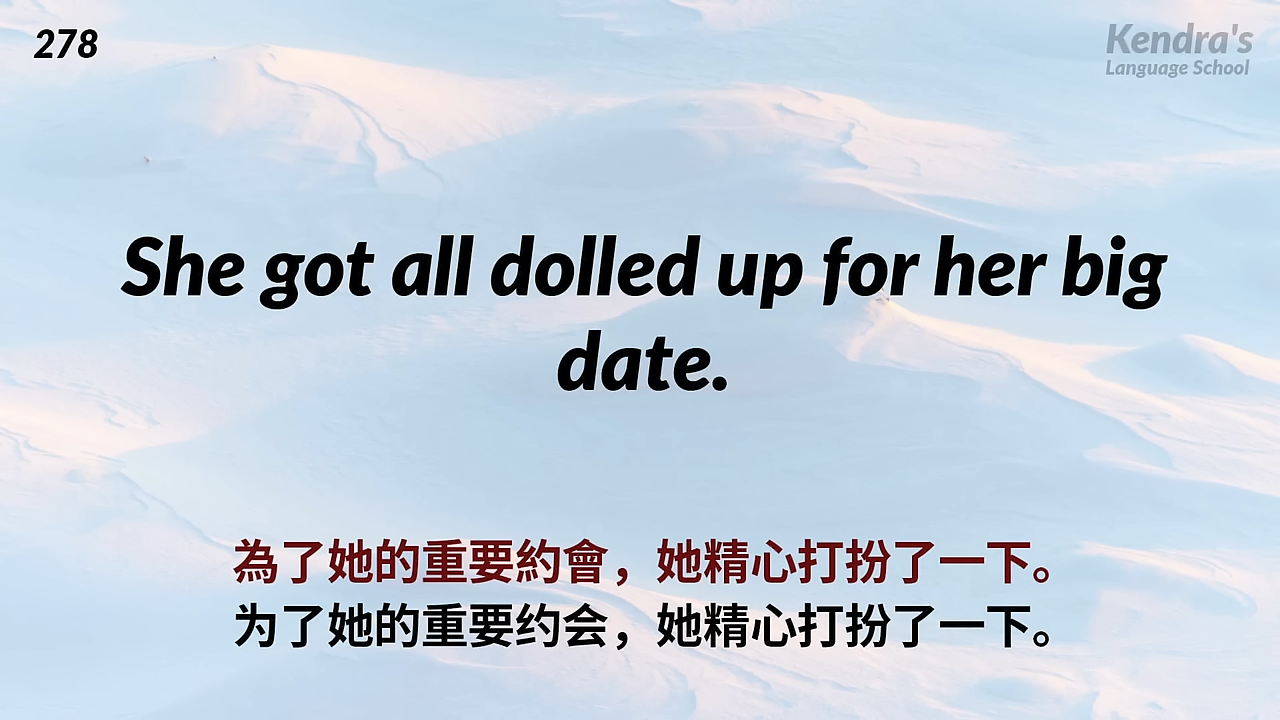 278
Kendra's
Language School
She got all dolled up for her big
date.
為了她的重要約會，她精心打扮了一下。
为了她的重要约会，她精心打扮了一下。